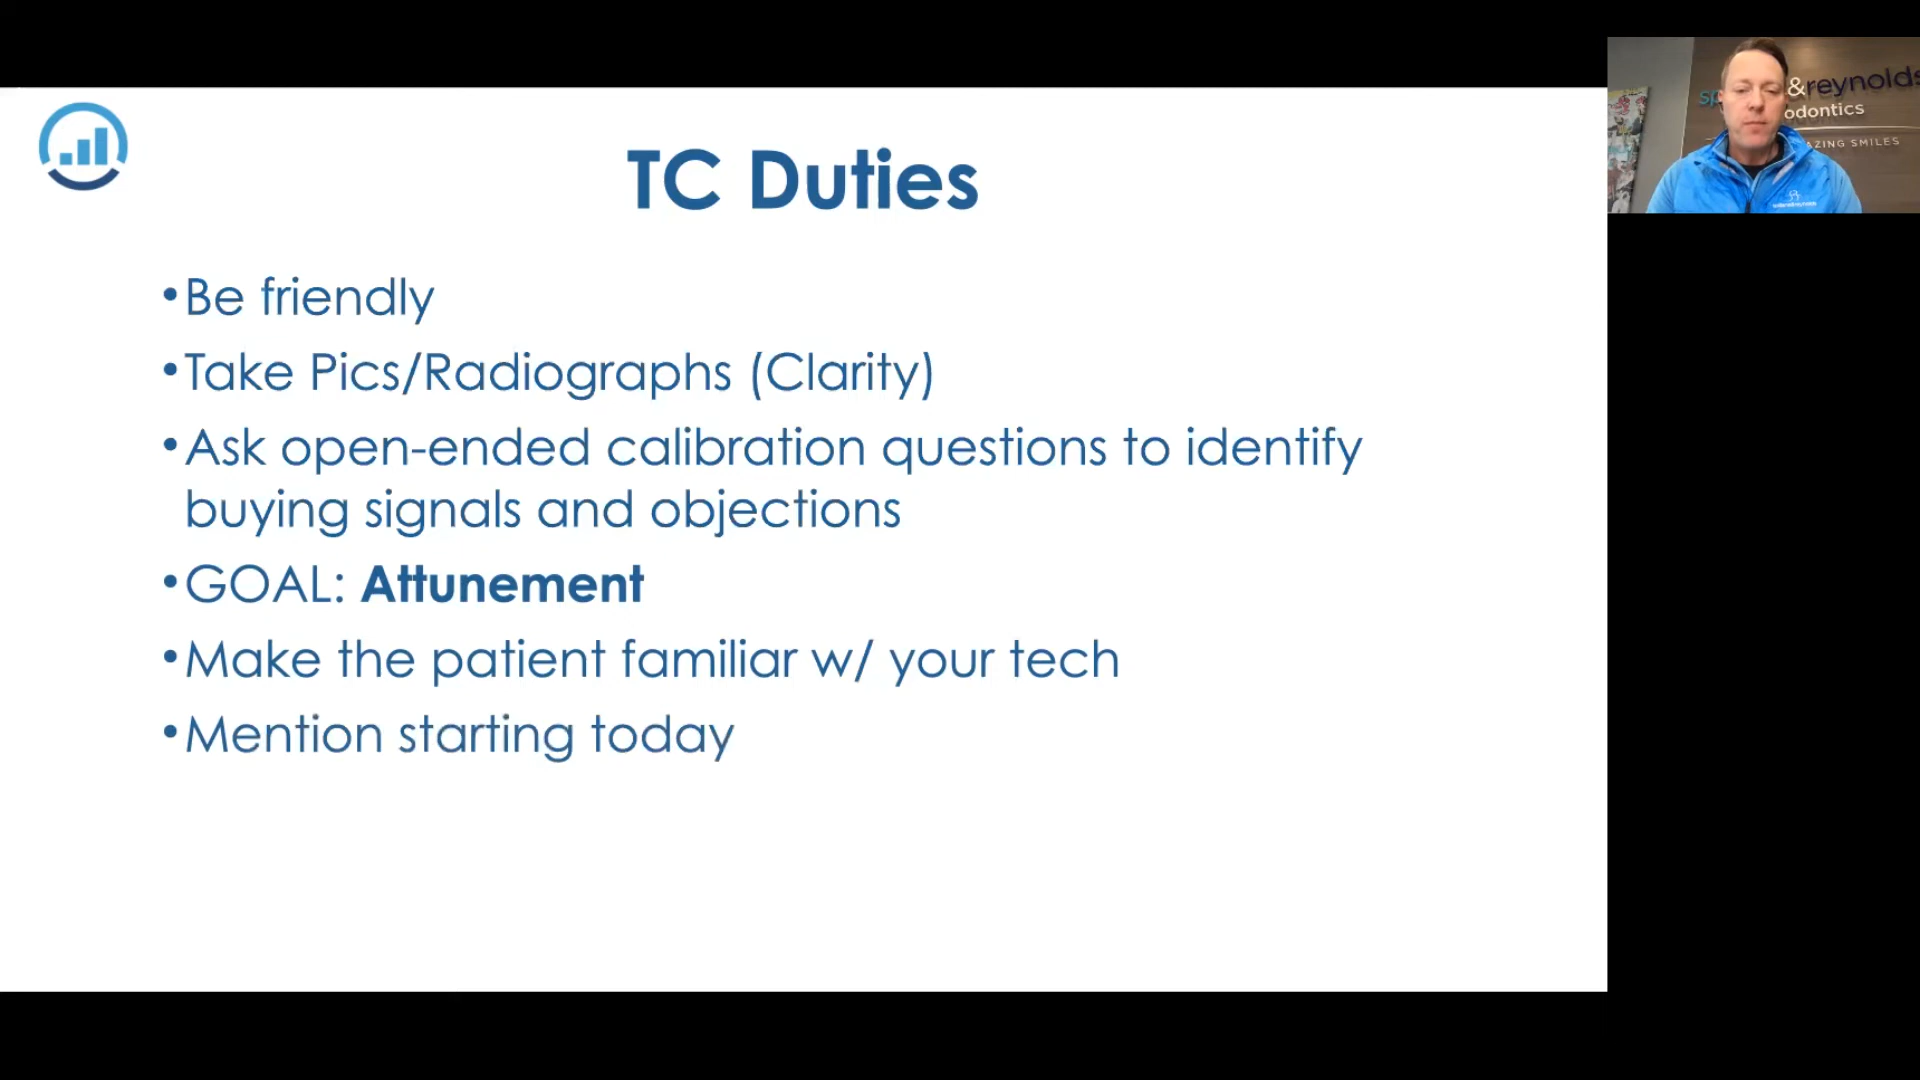 TC Duties
•Be friendly
•Take Pics/Radiographs (Clarity)
•Ask open-ended calibration questions to identify
buying signals and objections
•GOAL: Attunement
•Make the patient familiar w/ your tech
•Mention starting today
&reynolds
odontics
AZING SMILES